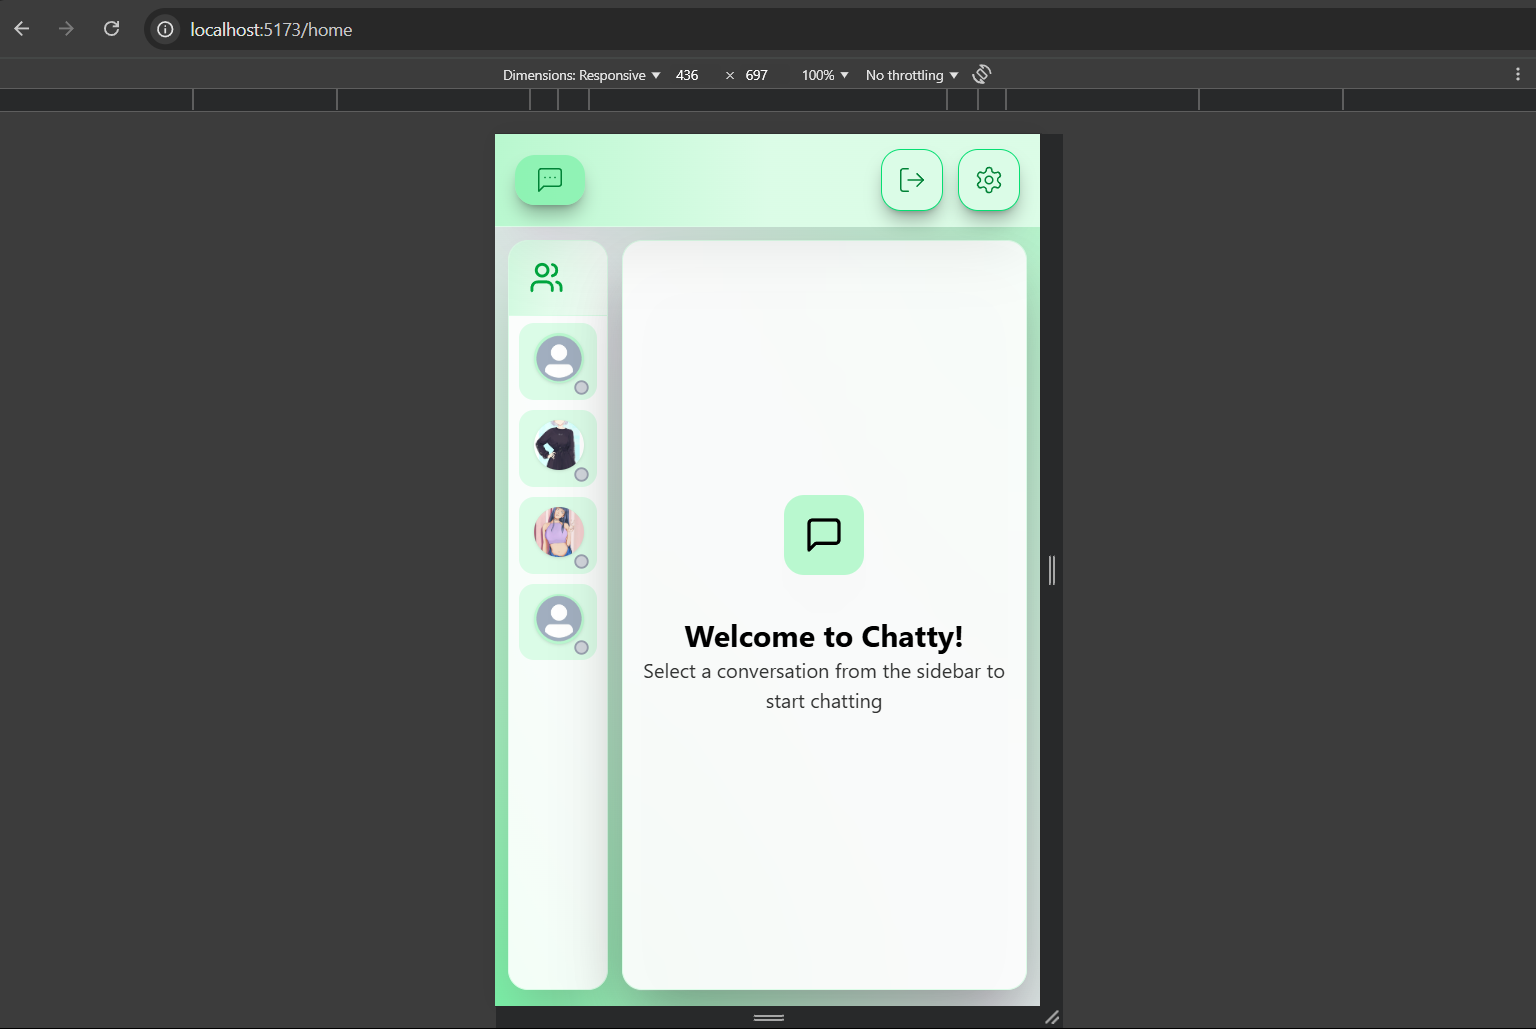 localhost:5173/home
Dimensions: Responsive 436 × 697 100% No throttling
Welcome to Chatty!
Select a conversation from the sidebar to
start chatting